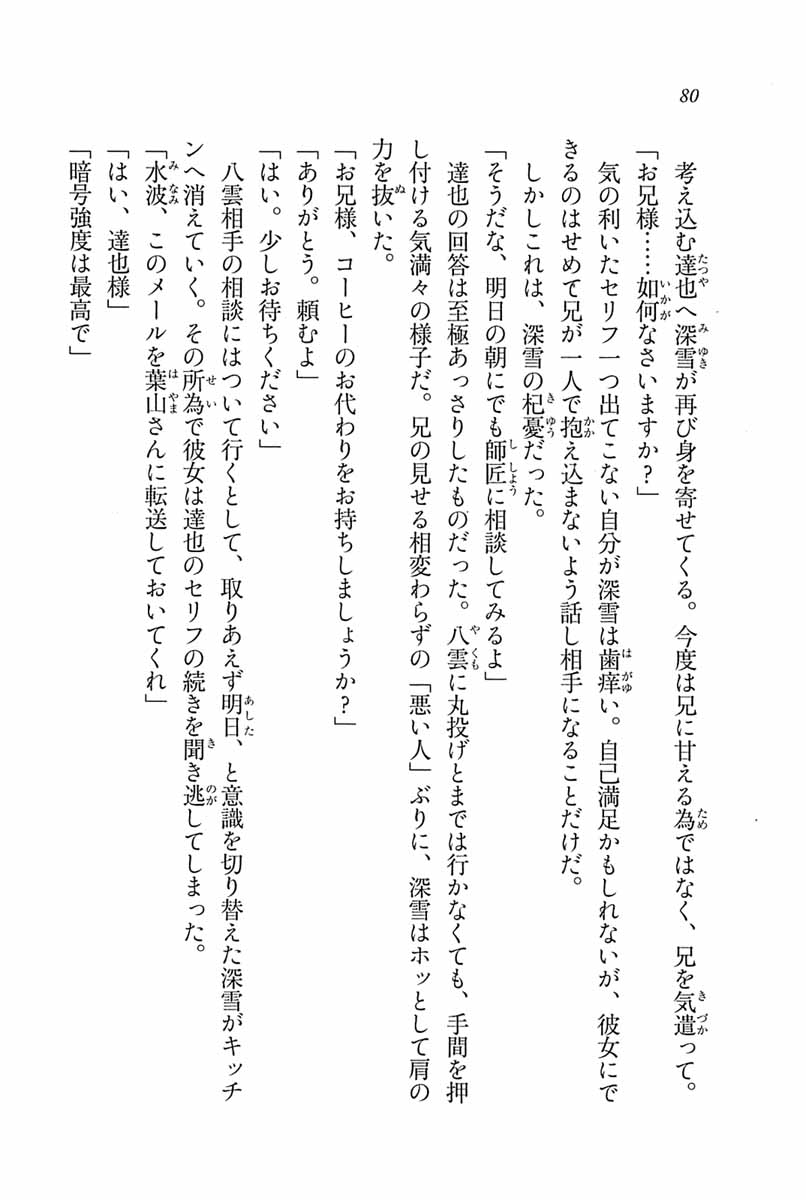 80
考え込む達也へ深雪が再び身を寄せてくる。今度は兄に甘える為ではなく、兄を気遣って。
「お兄様……如何なさいますか?」
気の利いたセリフ一つ出てこない自分が深雪は歯痒い。自己満足かもしれないが、彼女にで
きるのはせめて兄が一人で抱え込まないよう話し相手になることだけだ。
しかしこれは、深雪の杞憂だった。
「そうだな、明日の朝にでも師匠に相談してみるよ」
達也の回答は至極あっさりしたものだった。八雲に丸投げとまでは行かなくても、手間を押
し付ける気満々の様子だ。兄の見せる相変わらずの「悪い人」ぶりに、深雪はホッとして肩の
力を抜いた。
「お兄様、コーヒーのお代わりをお持ちしましょうか?」
「ありがとう。頼むよ」
「はい。少しお待ちください」
八雲相手の相談にはついて行くとして、取りあえず明日、と意識を切り替えた深雪がキッチ
ンへ消えていく。その所為で彼女は達也のセリフの続きを聞き逃してしまった。
「水波、このメールを葉山さんに転送しておいてくれ」
「はい、達也様」
「暗号強度は最高で」